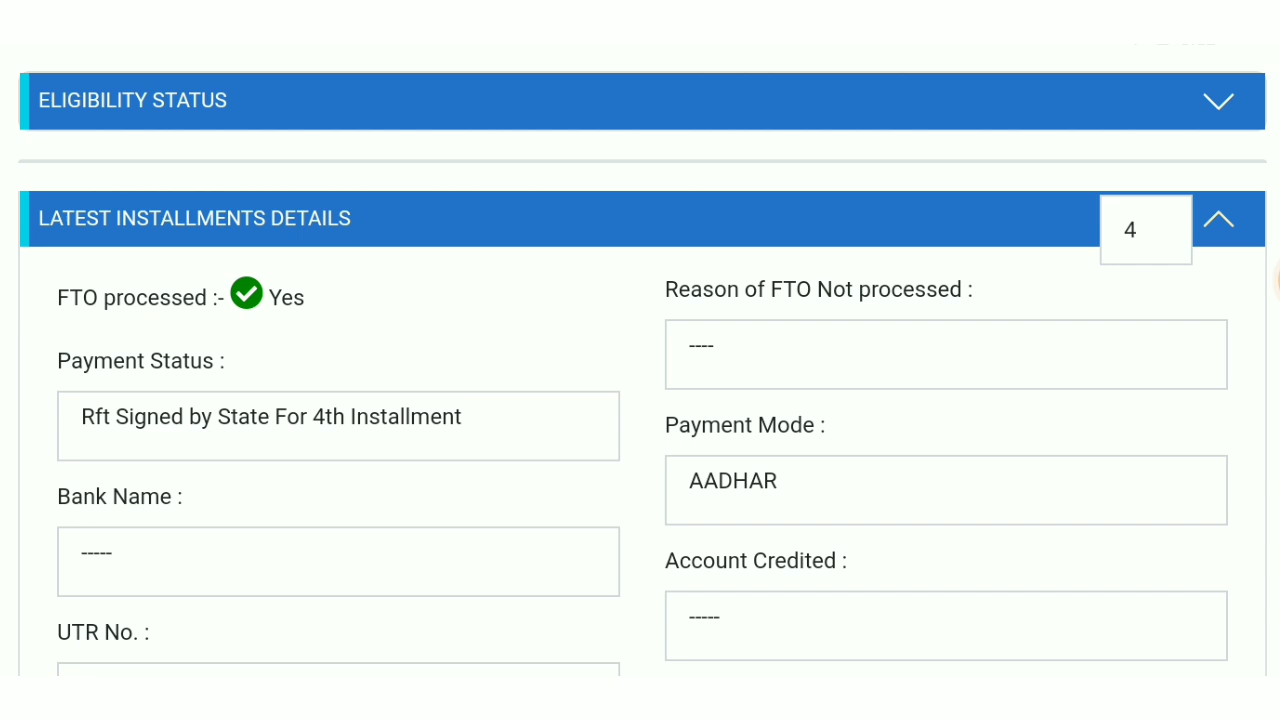 ELIGIBILITY STATUS
LATEST INSTALLMENTS DETAILS
4
FTO processed :- Yes
Reason of FTO Not processed :
----
Payment Status :
Rft Signed by State For 4th Installment
Payment Mode :
AADHAR
Bank Name :
-----
Account Credited :
-----
UTR No. :